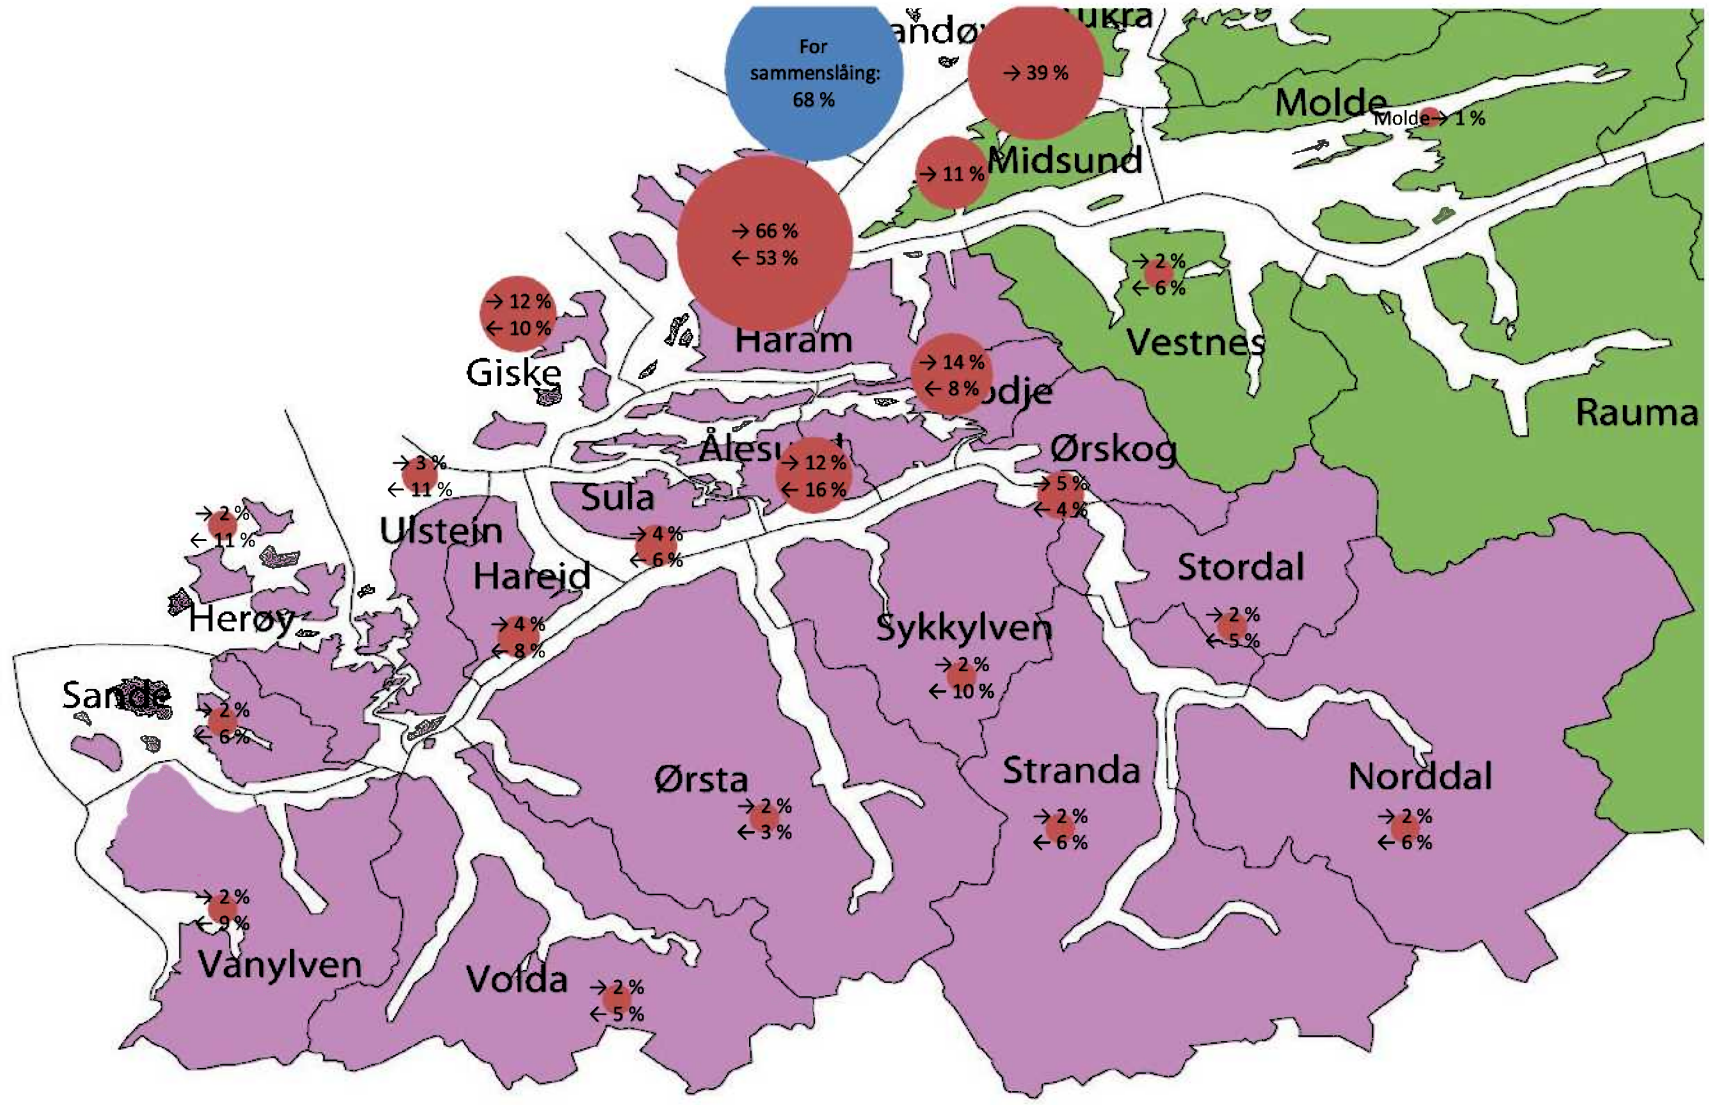 For
sammenslåing:
68 %
andøy
ukra
→ 39 %
Molde
Molde→ 1 %
→ 11 %
Midsund
→ 66 %
← 53 %
→ 2 %
← 6 %
Vestnes
→ 12 %
← 10 %
Giske
Haram
→ 14 %
← 8 %
odje
Rauma
Ålesund
→ 12 %
← 16 %
Ørskog
→ 5 %
← 4 %
→ 3 %
← 11 %
Ulstein
Sula
→ 4 %
← 6 %
→ 2 %
← 11 %
Herøy
Hareid
→ 4 %
← 8 %
Stordal
→ 2 %
← 5 %
Sykkylven
→ 2 %
← 10 %
Sande
→ 2 %
← 6 %
Ørsta
→ 2 %
← 3 %
Stranda
→ 2 %
← 6 %
Norddal
→ 2 %
← 6 %
→ 2 %
← 9 %
Vanylven
Volda
→ 2 %
← 5 %